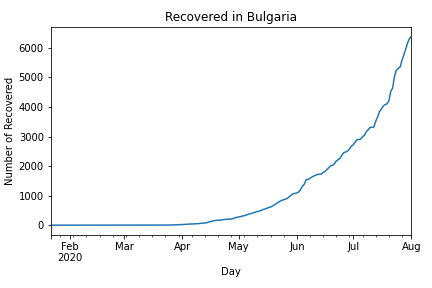 Recovered in Bulgaria
Number of Recovered
6000
5000
4000
3000
2000
1000
0
Feb Mar Apr May Jun Jul Aug
2020
Day